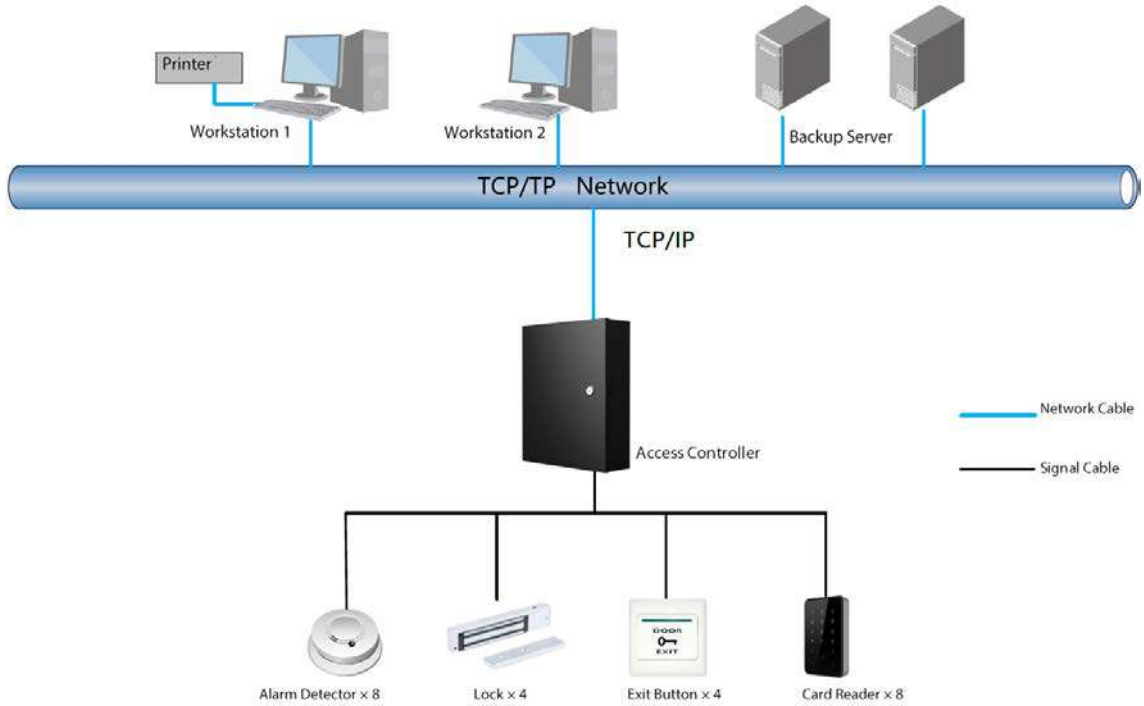 Printer
Workstation 1
Workstation 2
Backup Server
TCP/TP Network
TCP/IP
Access Controller
Network Cable
Signal Cable
DOOR
EXIT
Alarm Detector × 8
Lock × 4
Exit Button × 4
Card Reader × 8